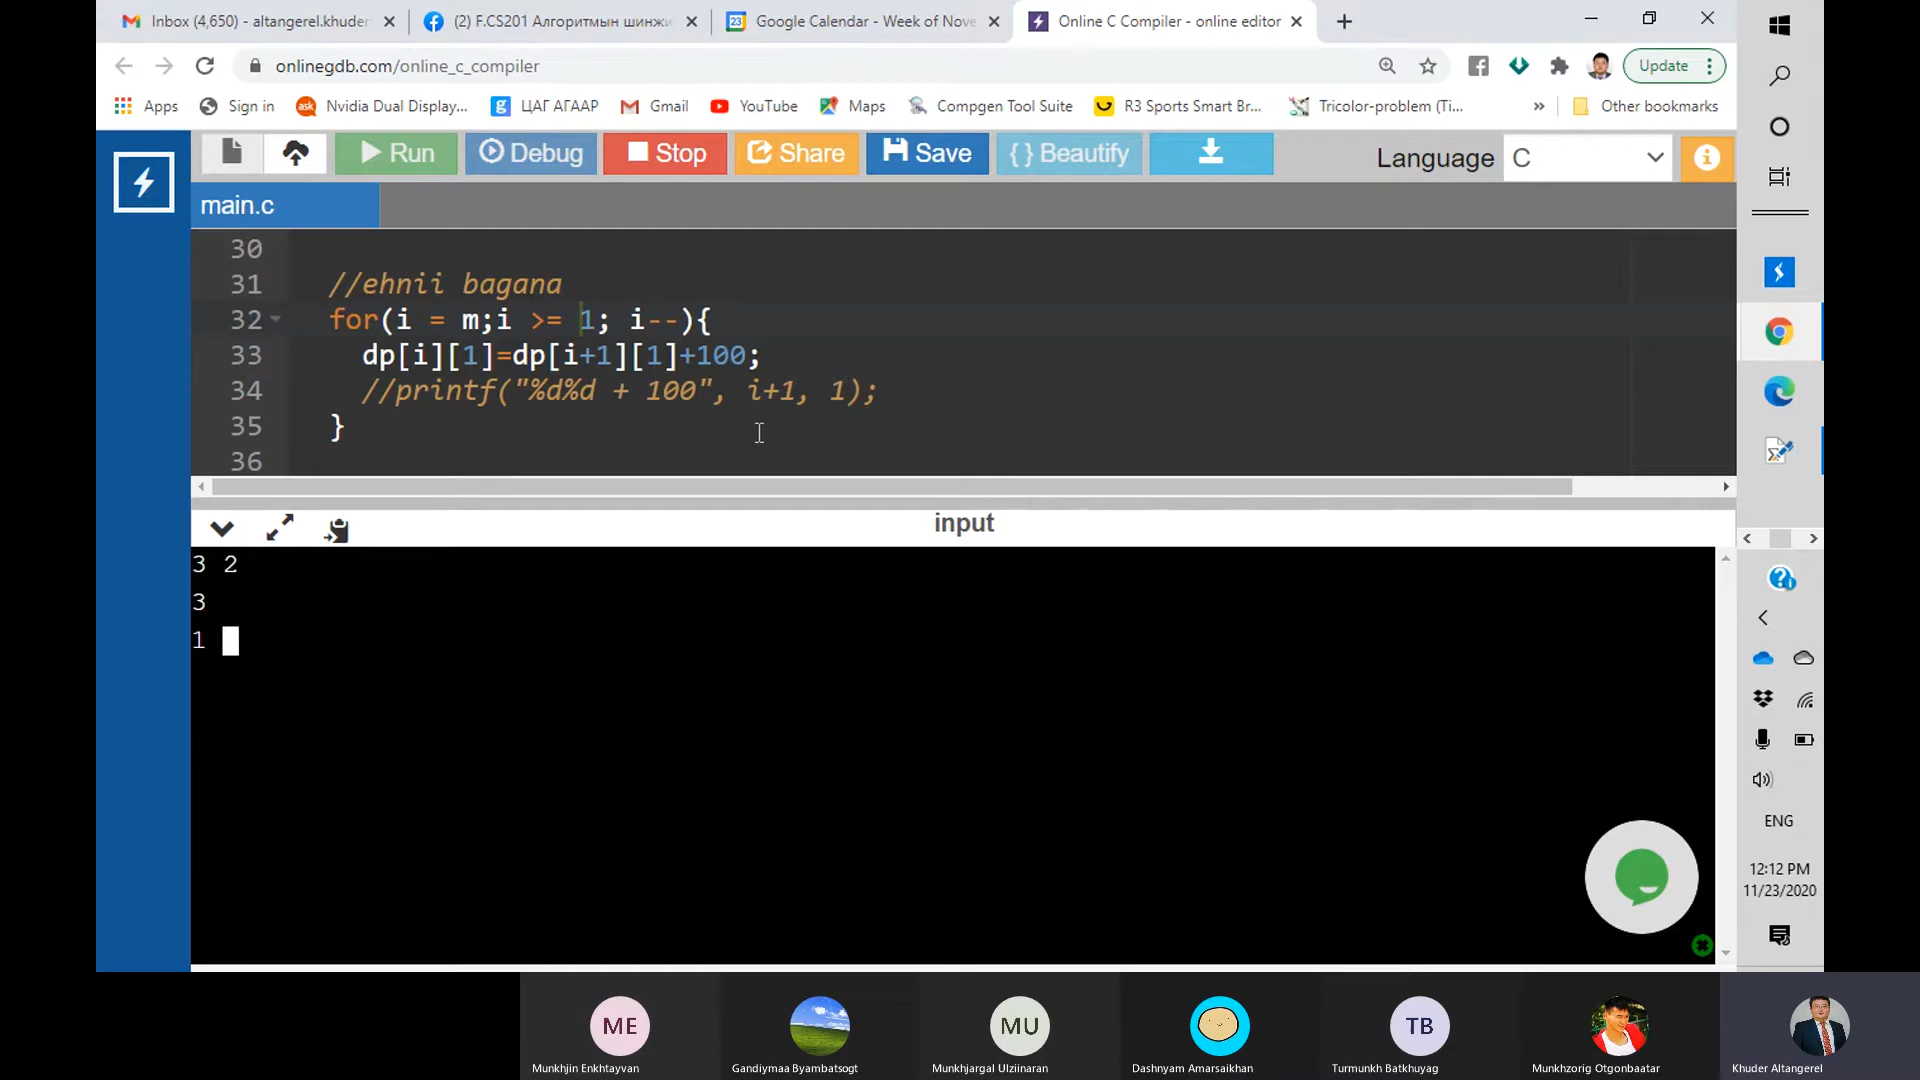 Inbox (4,650) - altangerel.khuder
(2) F.CS201 Алгоритмын шинжи
23
Google Calendar - Week of Nove
Online C Compiler - online editor
onlinegdb.com/online_c_compiler
Update
Apps
Sign in
ask
Nvidia Dual Display...
ЦАГ АГААР
Gmail
YouTube
Maps
Compgen Tool Suite
R3 Sports Smart Br...
Tricolor-problem (Ti...
»
Other bookmarks
Run
Debug
Stop
Share
Save
{ } Beautify
Language
C
main.c
30
31 //ehnii bagana
32 for(i = m;i >= 1; i--){
33 dp[i][1]=dp[i+1][1]+100;
34 //printf("%d%d + 100", i+1, 1);
35 }
36
input
3 2
3
1
ENG
12:12 PM
11/23/2020
ME
MU
TB
Munkhjin Enkhtayvan
Gandiymaa Byambatsogt
Munkhjargal Ulziinaran
Dashnyam Amarsaikhan
Turmunkh Batkhuyag
Munkhzorig Otgonbaatar
Khuder Altangerel